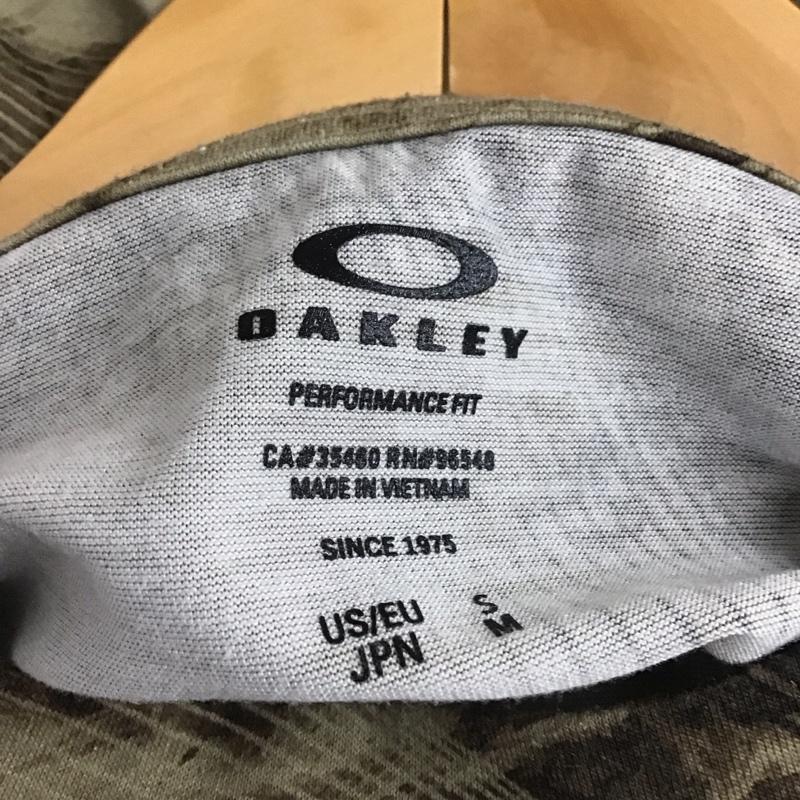 OAKLEY
PERFORMANCE FIT
CA#35460 RN#96548
MADE IN VIETNAM
SINCE 1975
US/EU S
JPN M